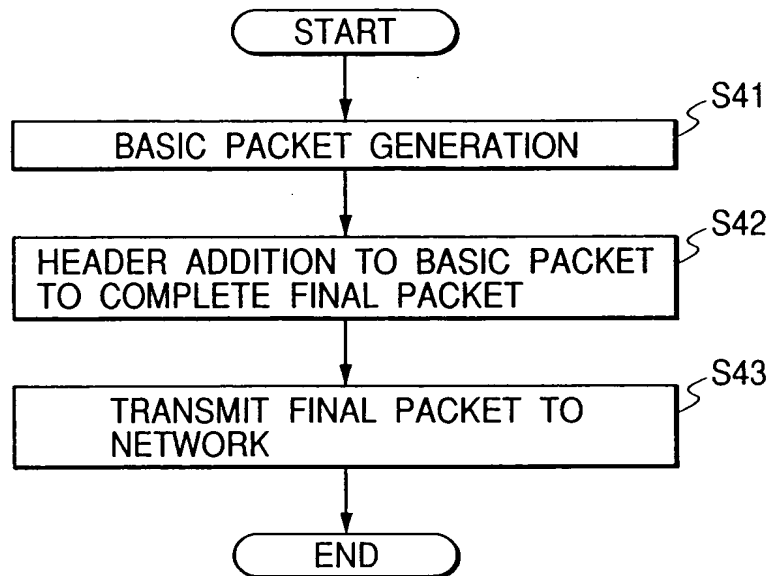 START
S41
BASIC PACKET GENERATION
S42
HEADER ADDITION TO BASIC PACKET
TO COMPLETE FINAL PACKET
S43
TRANSMIT FINAL PACKET TO
NETWORK
END